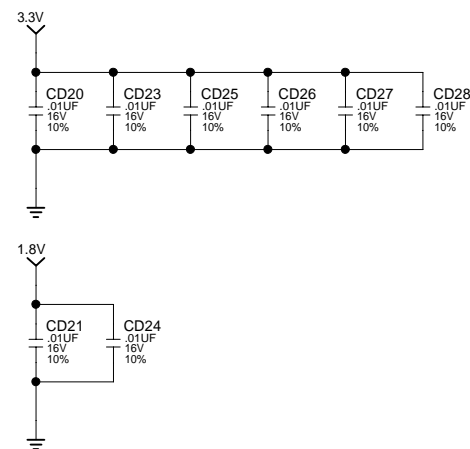 3.3V
CD20
.01UF
16V
10%
CD23
.01UF
16V
10%
CD25
.01UF
16V
10%
CD26
.01UF
16V
10%
CD27
.01UF
16V
10%
CD28
.01UF
16V
10%
1.8V
CD21
.01UF
16V
10%
CD24
.01UF
16V
10%